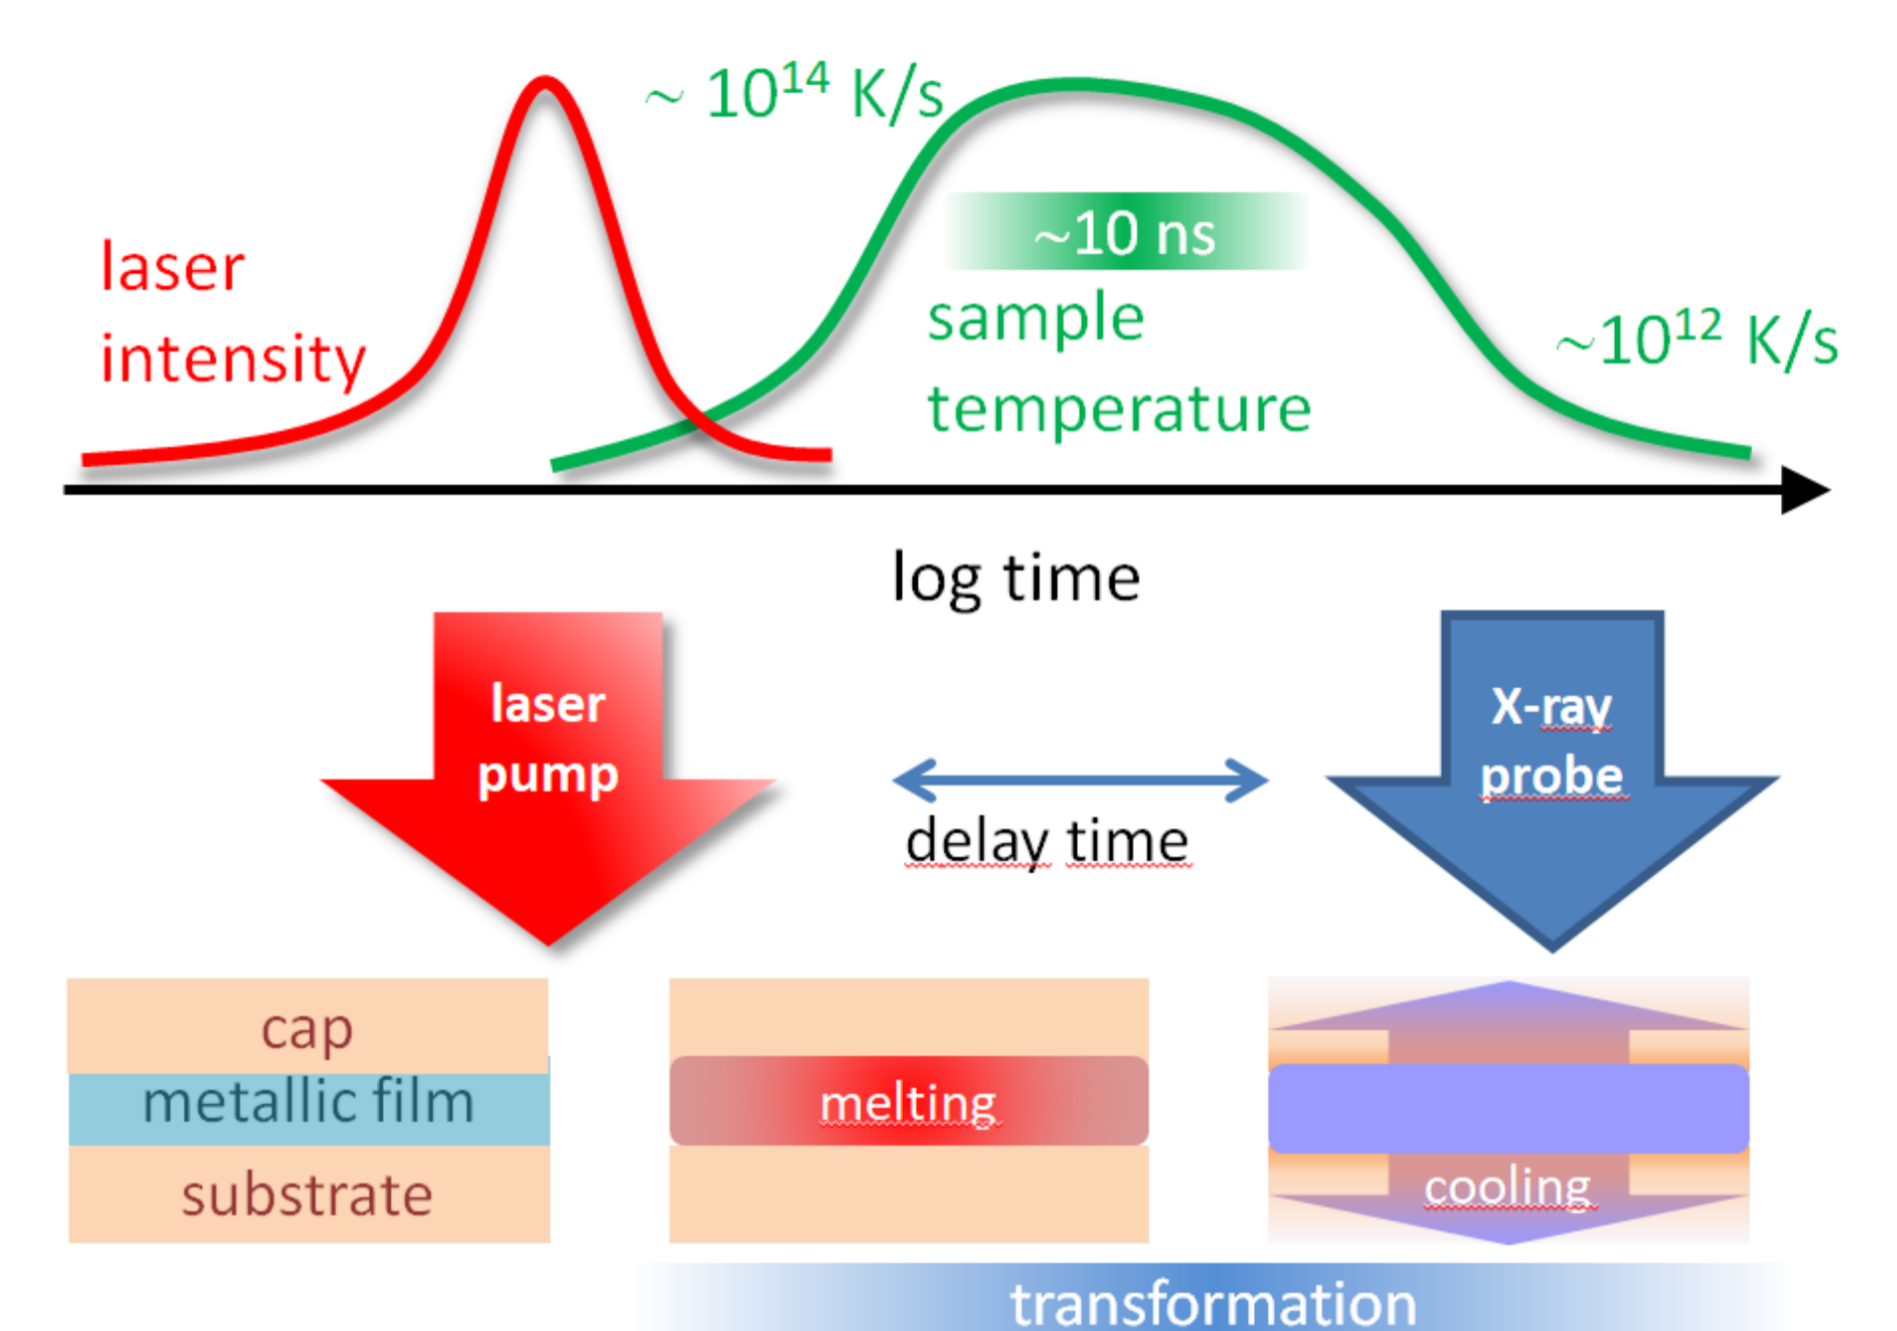 ~ 10¹⁴ K/s
laser
intensity
~10 ns
sample
temperature
~10¹² K/s
log time
laser
pump
delay time
X-ray
probe
cap
metallic film
substrate
melting
cooling
transformation